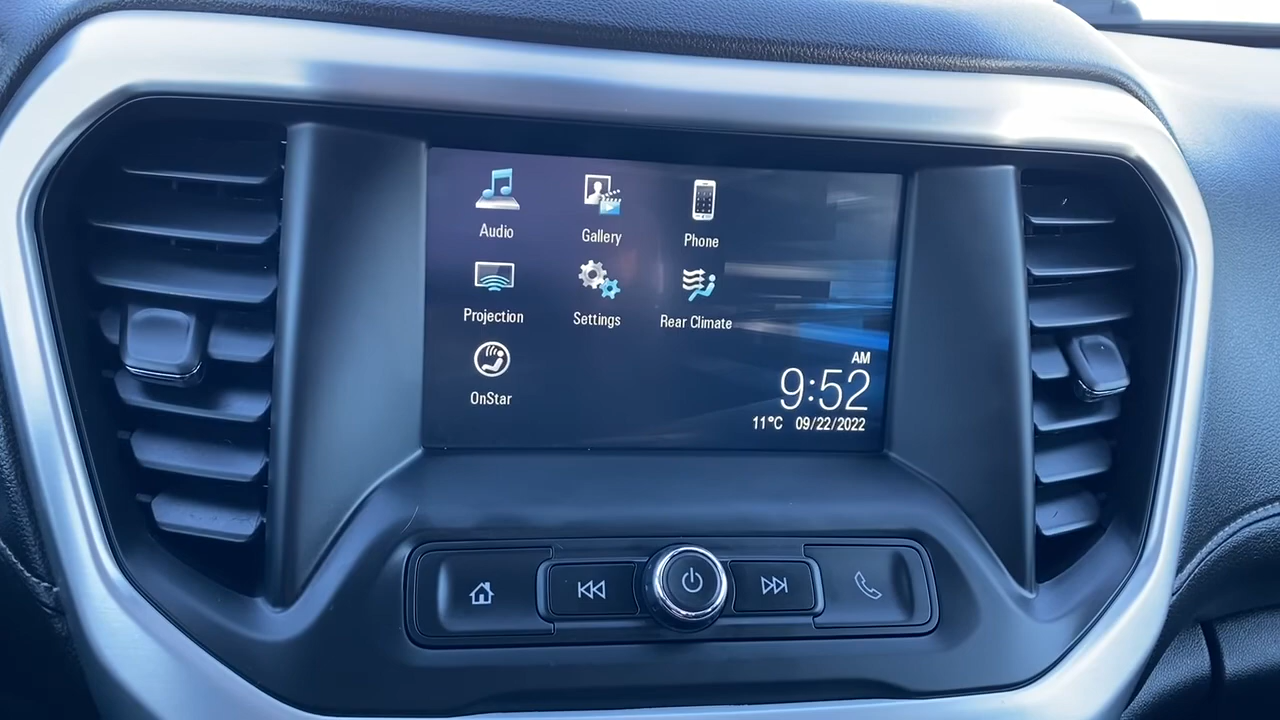 Audio
Gallery
Phone
Projection
Settings
Rear Climate
OnStar
AM
9:52
11°C 09/22/2022